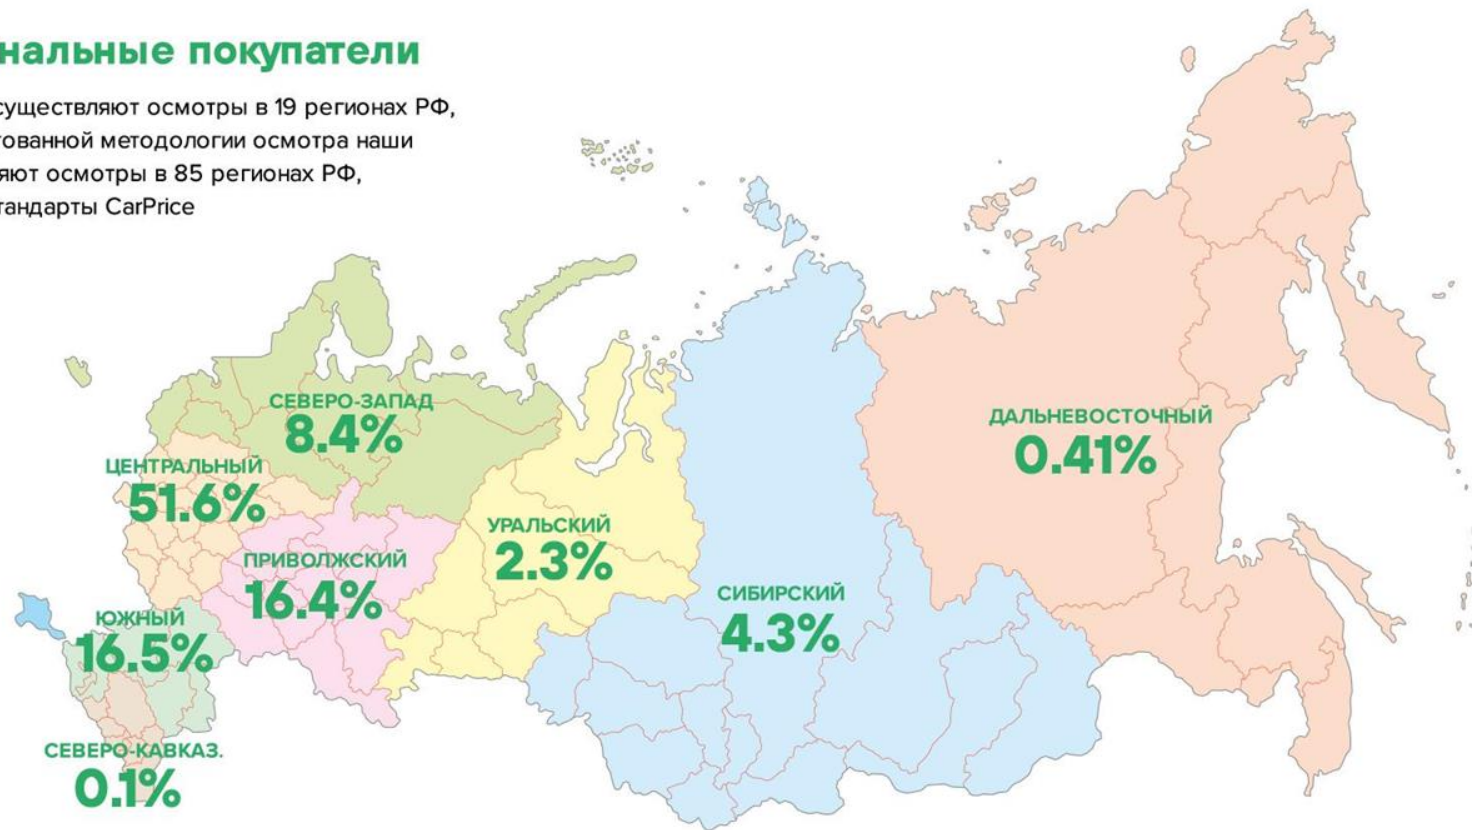 нальные покупатели
существляют осмотры в 19 регионах РФ,
ованной методологии осмотра наши
яют осмотры в 85 регионах РФ,
тандарты CarPrice
СЕВЕРО-ЗАПАД
8.4%
ЦЕНТРАЛЬНЫЙ
51.6%
ДАЛЬНЕВОСТОЧНЫЙ
0.41%
УРАЛЬСКИЙ
2.3%
ПРИВОЛЖСКИЙ
16.4%
СИБИРСКИЙ
4.3%
ЮЖНЫЙ
16.5%
СЕВЕРО-КАВКАЗ.
0.1%